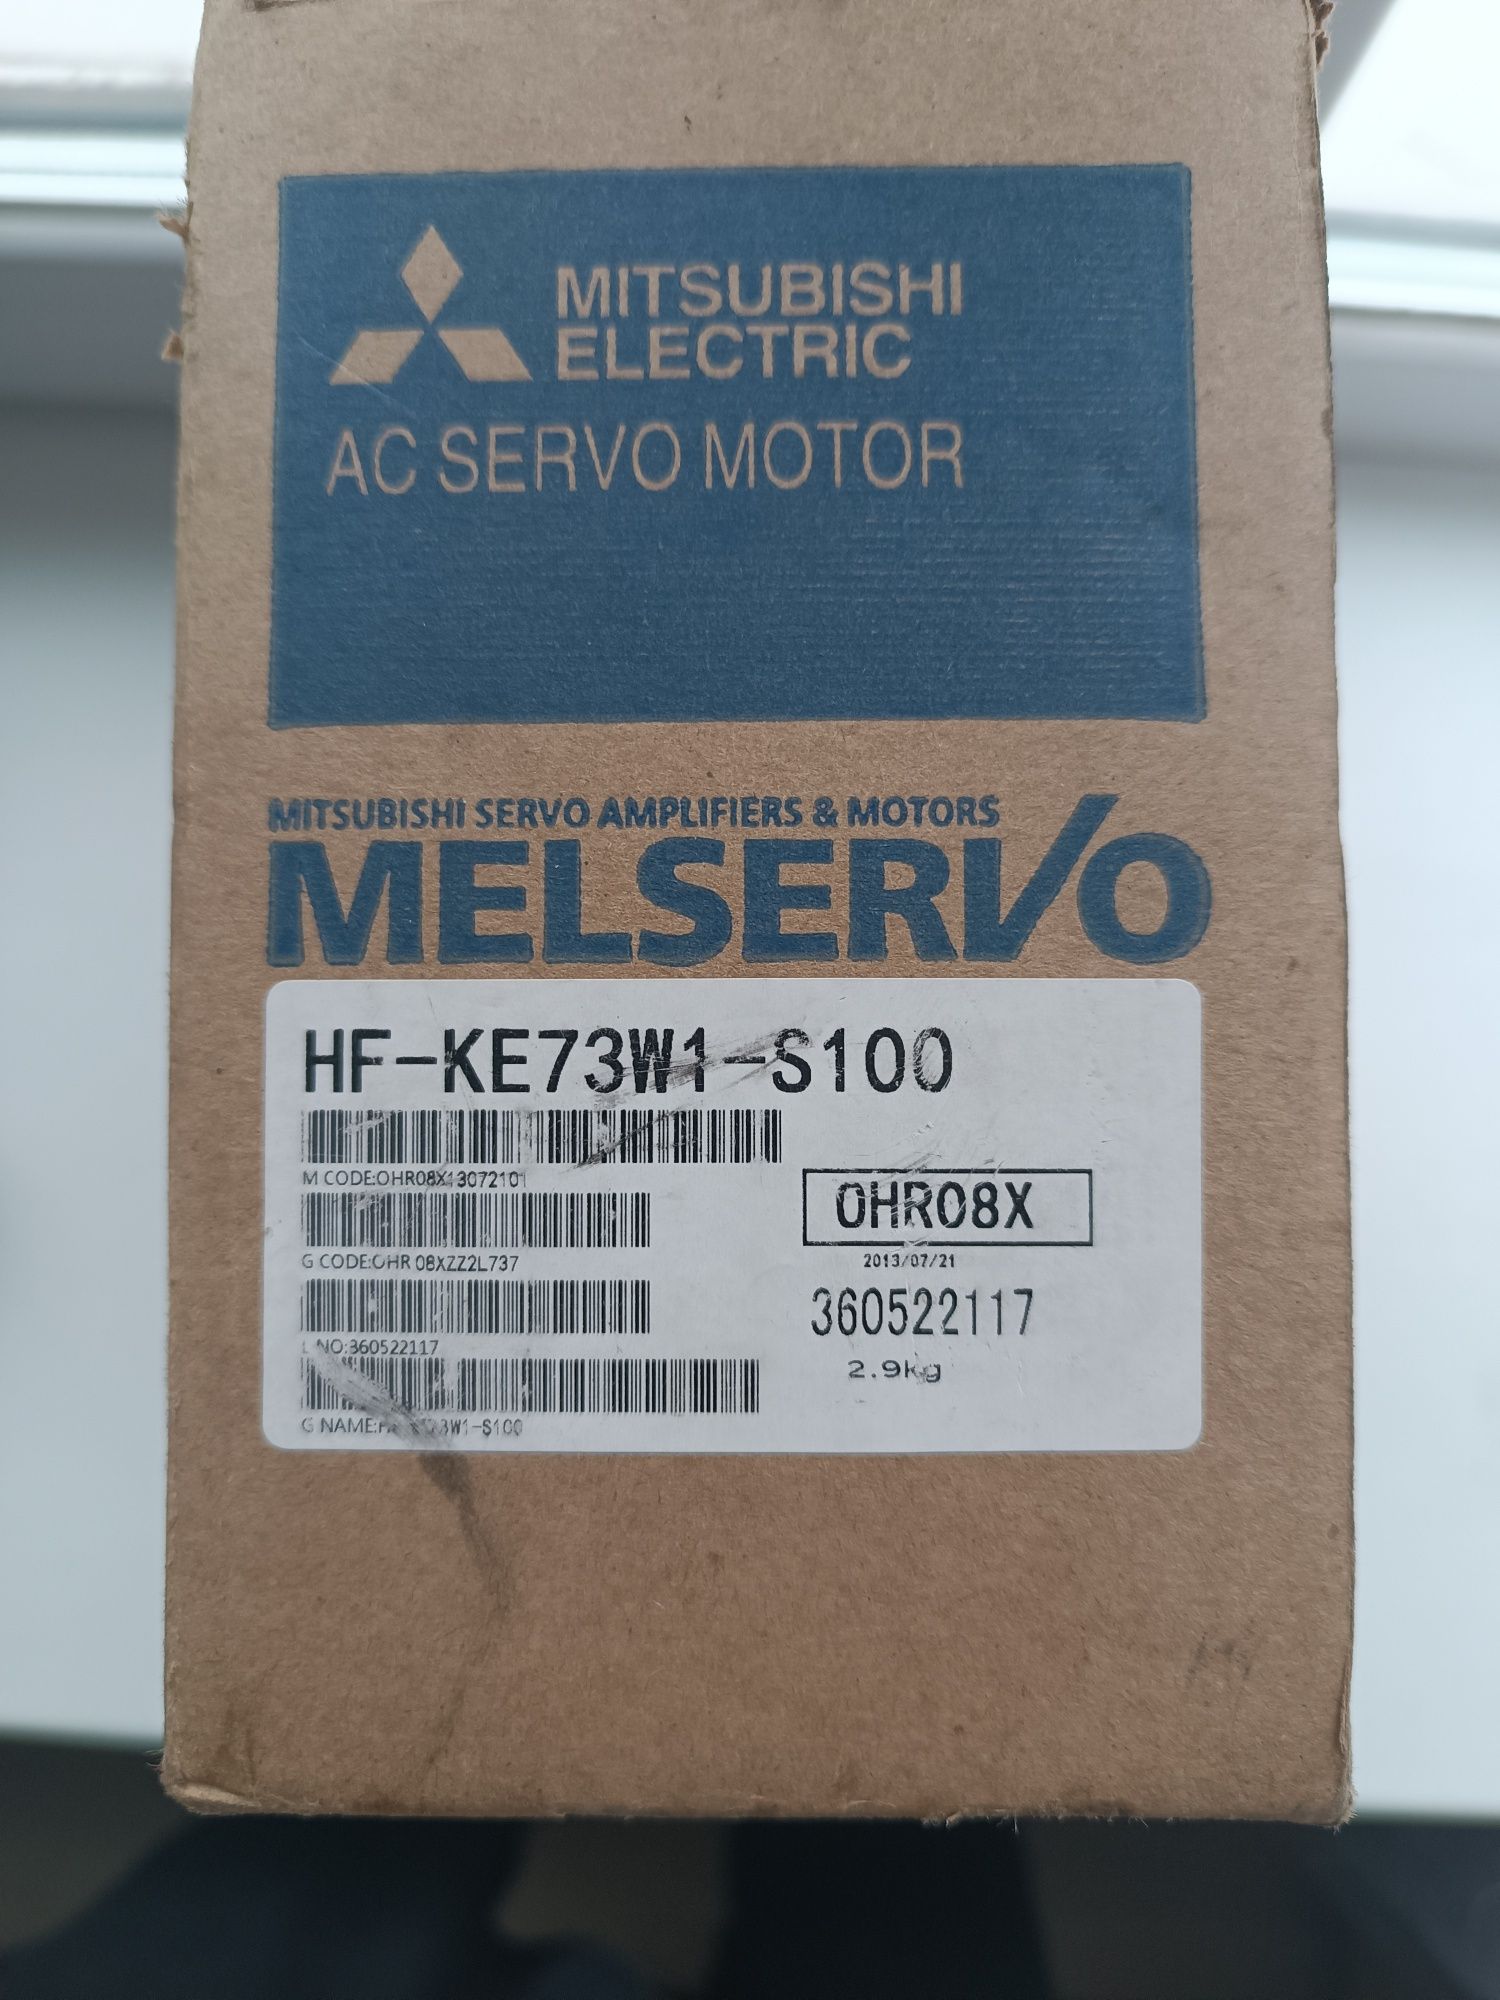 MITSUBISHI
ELECTRIC
AC SERVO MOTOR
MITSUBISHI SERVO AMPLIFIERS & MOTORS
MELSERVO
HF-KE73W1-S100
M CODE:OHR08X13072101
OHR08X
G CODE:OHR 08XZZ2L737
2013/07/21
360522117
NO:360522117
2.9kg
G NAME: